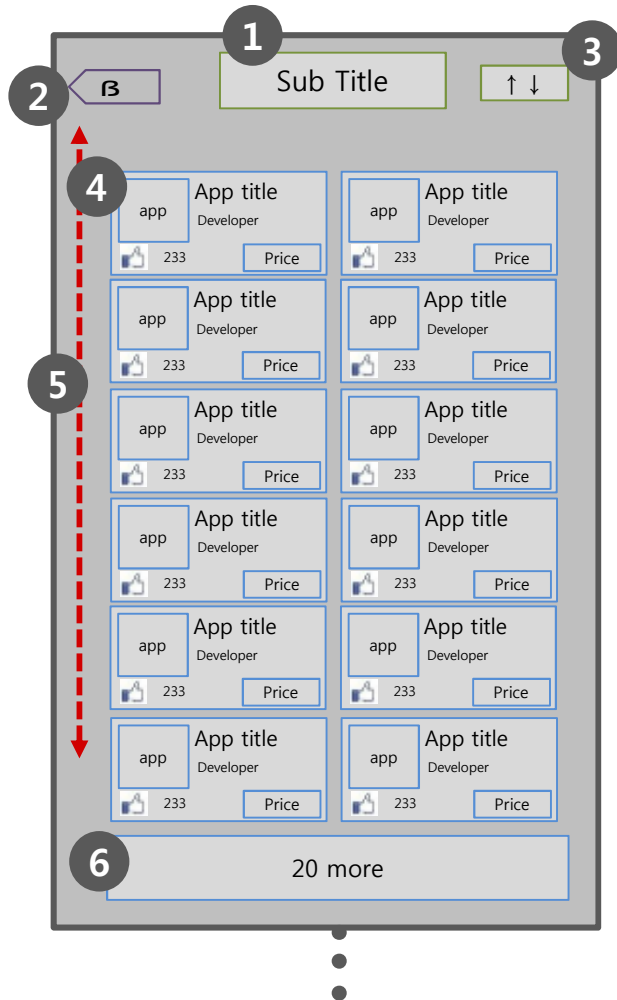 1
Sub Title
3
↑ ↓
2
ß
4
App title
App title
app
Developer
app
Developer
233
Price
233
Price
App title
App title
app
Developer
app
Developer
233
Price
233
Price
5
App title
App title
app
Developer
app
Developer
233
Price
233
Price
App title
App title
app
Developer
app
Developer
233
Price
233
Price
App title
App title
app
Developer
app
Developer
233
Price
233
Price
App title
App title
app
Developer
app
Developer
233
Price
233
Price
6
20 more